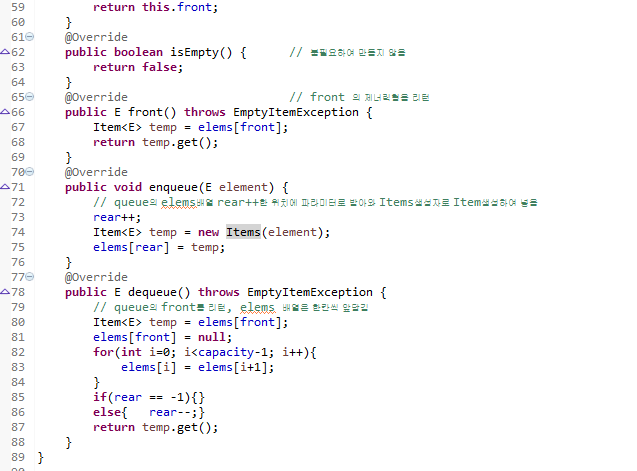 59 return this.front;
60 }
61 @Override
62 public boolean isEmpty() { // 불필요하여 만들지 않음
63 return false;
64 }
65 @Override // front 의 제너릭형을 리턴
66 public E front() throws EmptyItemException {
67 Item<E> temp = elems[front];
68 return temp.get();
69 }
70 @Override
71 public void enqueue(E element) {
72 // queue의 elems배열 rear++한 위치에 파라미터로 받아와 Items생성자로 Item생성하여 넣음
73 rear++;
74 Item<E> temp = new Items(element);
75 elems[rear] = temp;
76 }
77 @Override
78 public E dequeue() throws EmptyItemException {
79 // queue의 front를 리턴, elems 배열은 한칸씩 앞당김
80 Item<E> temp = elems[front];
81 elems[front] = null;
82 for(int i=0; i<capacity-1; i++){
83 elems[i] = elems[i+1];
84 }
85 if(rear == -1){}
86 else{ rear--;}
87 return temp.get();
88 }
89 }